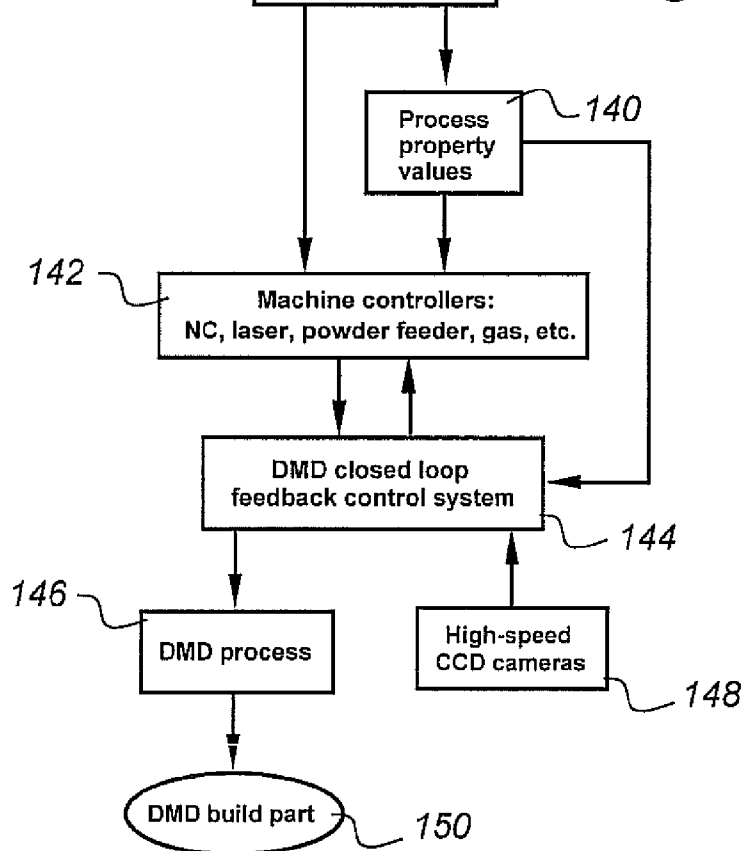 140
Process
property
values
142
Machine controllers:
NC, laser, powder feeder, gas, etc.
DMD closed loop
feedback control system
144
146
DMD process
High-speed
CCD cameras
148
DMD build part
150